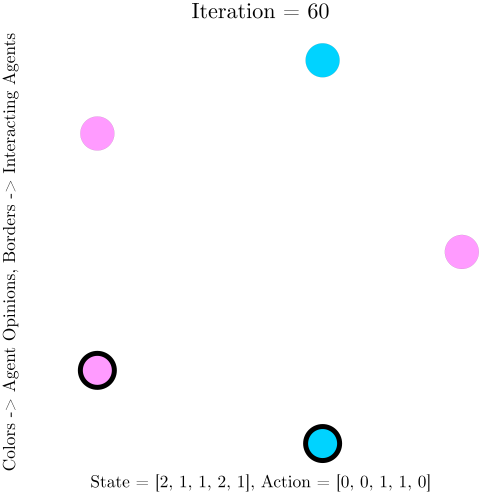 Iteration = 60
Colors -> Agent Opinions, Borders -> Interacting Agents
State = [2, 1, 1, 2, 1], Action = [0, 0, 1, 1, 0]